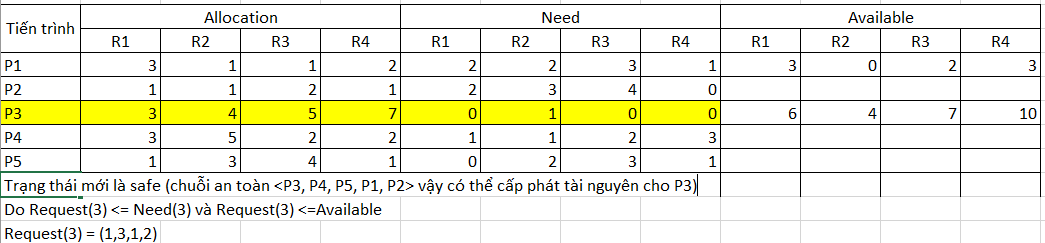 Tiến trình Allocation Need Available
R1 R2 R3 R4 R1 R2 R3 R4 R1 R2 R3 R4
P1 3 1 1 2 2 2 3 1 3 0 2 3
P2 1 1 2 1 2 3 4 0
P3 3 4 5 7 0 1 0 0 6 4 7 10
P4 3 5 2 2 1 1 2 3
P5 1 3 4 1 0 2 3 1
Trạng thái mới là safe (chuỗi an toàn <P3, P4, P5, P1, P2> vậy có thể cấp phát tài nguyên cho P3)
Do Request(3) <= Need(3) và Request(3) <=Available
Request(3) = (1,3,1,2)